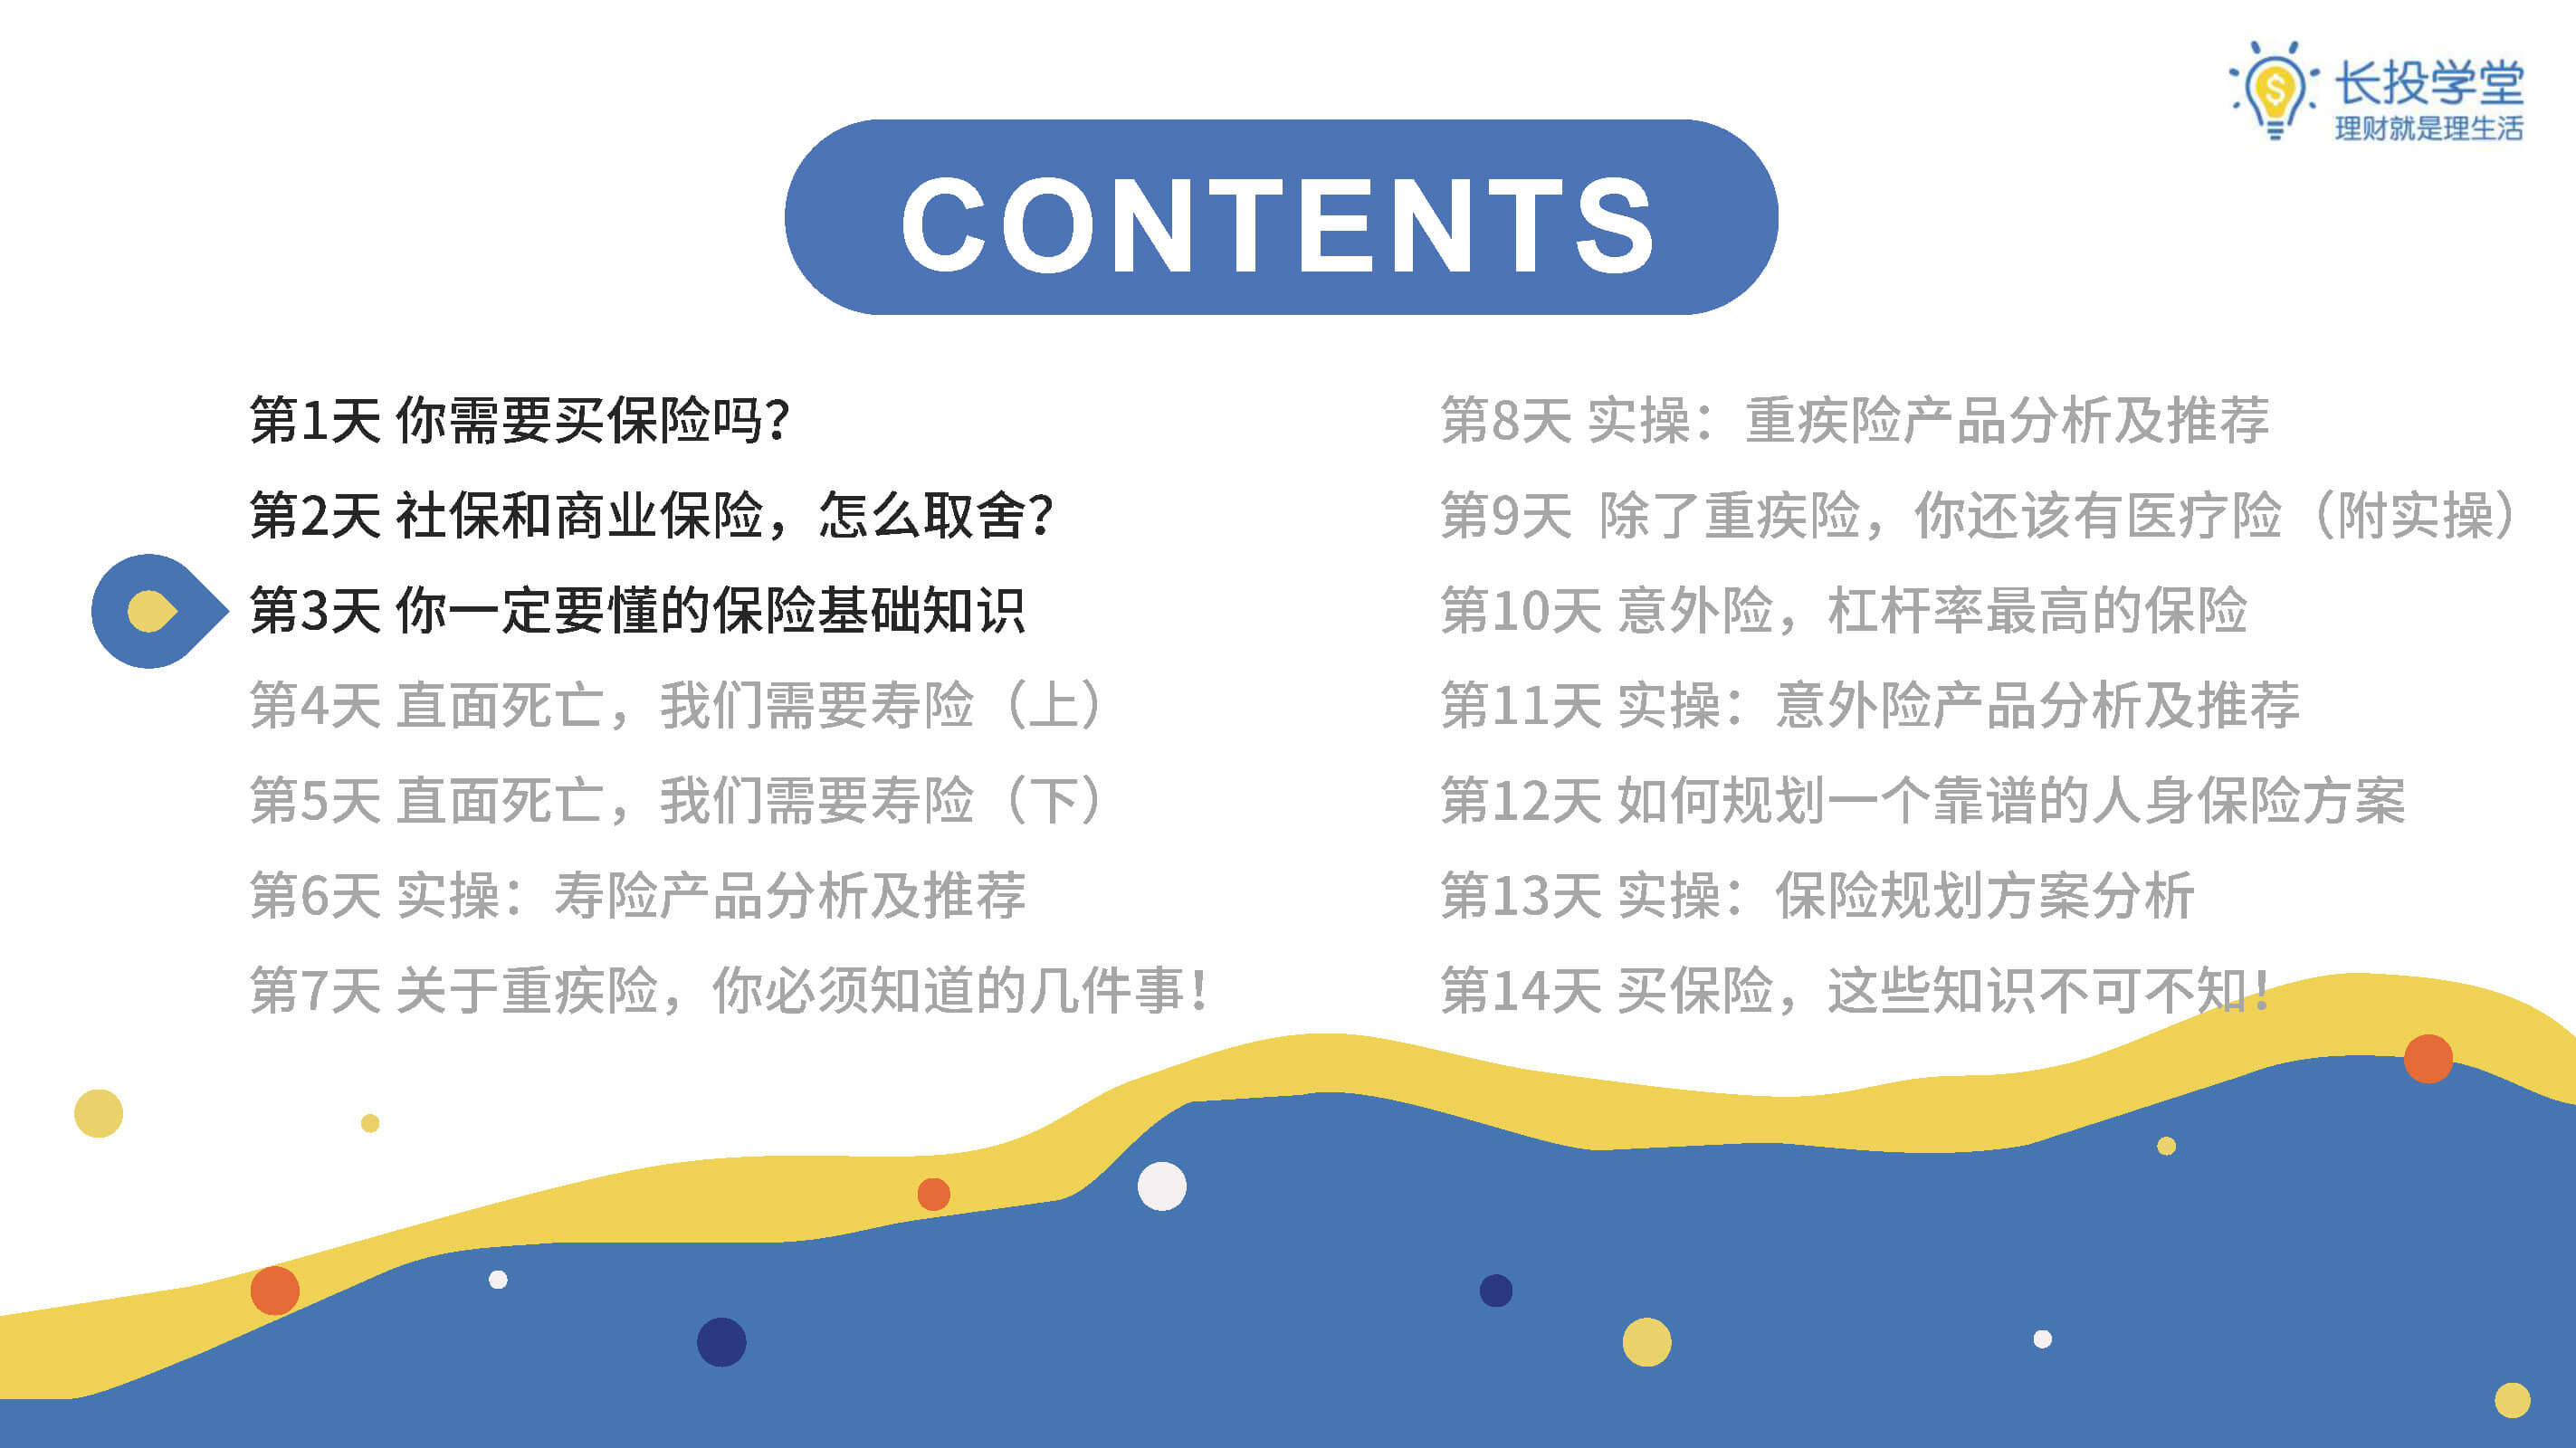 长投学堂
理财就是理生活
CONTENTS
第1天 你需要买保险吗?
第2天 社保和商业保险，怎么取舍?
第3天 你一定要懂的保险基础知识
第4天 直面死亡，我们需要寿险（上）
第5天 直面死亡，我们需要寿险（下）
第6天 实操：寿险产品分析及推荐
第7天 关于重疾险，你必须知道的几件事!
第8天 实操：重疾险产品分析及推荐
第9天 除了重疾险，你还该有医疗险（附实操）
第10天 意外险，杠杆率最高的保险
第11天 实操：意外险产品分析及推荐
第12天 如何规划一个靠谱的人身保险方案
第13天 实操：保险规划方案分析
第14天 买保险，这些知识不可不知!